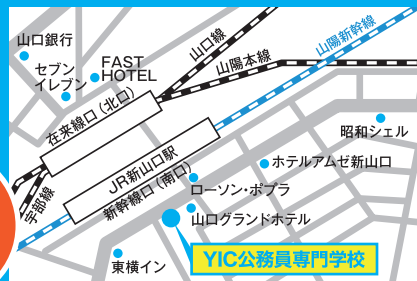 山口銀行
セブン
イレブン
FAST
HOTEL
山口線
山陽本線
山陽新幹線
在来線口(北口)
JR新山口駅
新幹線口(南口)
宇部線
昭和シェル
ホテルアムゼ新山口
ローソン・ポプラ
山口グランドホテル
YIC公務員専門学校
東横イン